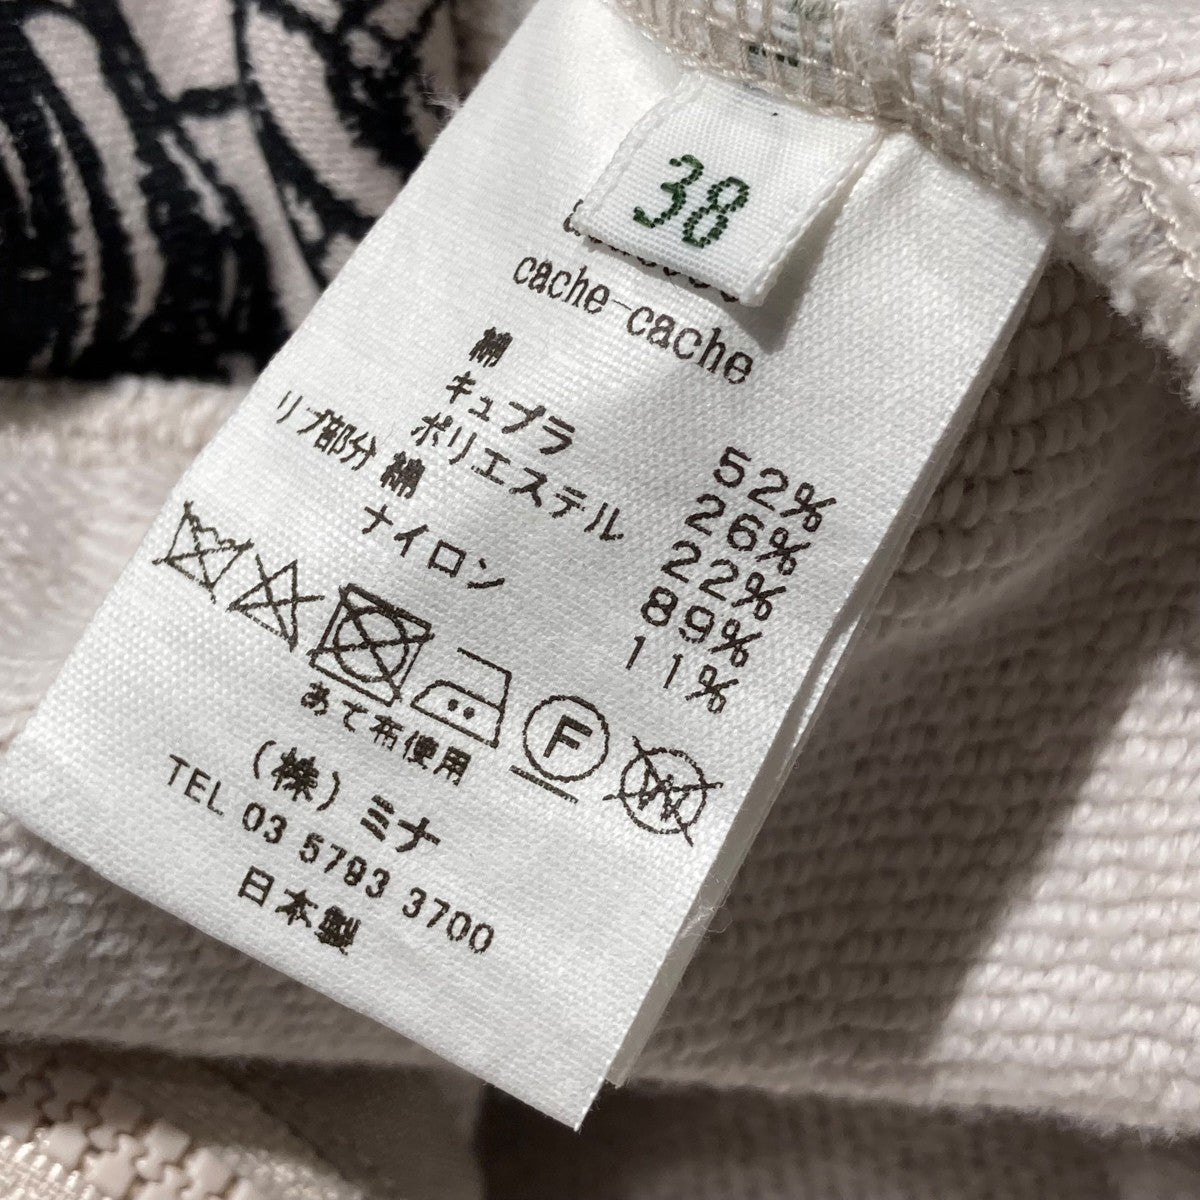 38
cache-cache
綿 52%
キュプラ 26%
ポリエステル 22%
リブ部分 綿 89%
ナイロン 11%
F W
あて布使用
(株)ミナ
TEL 03 5793 3700
日本製